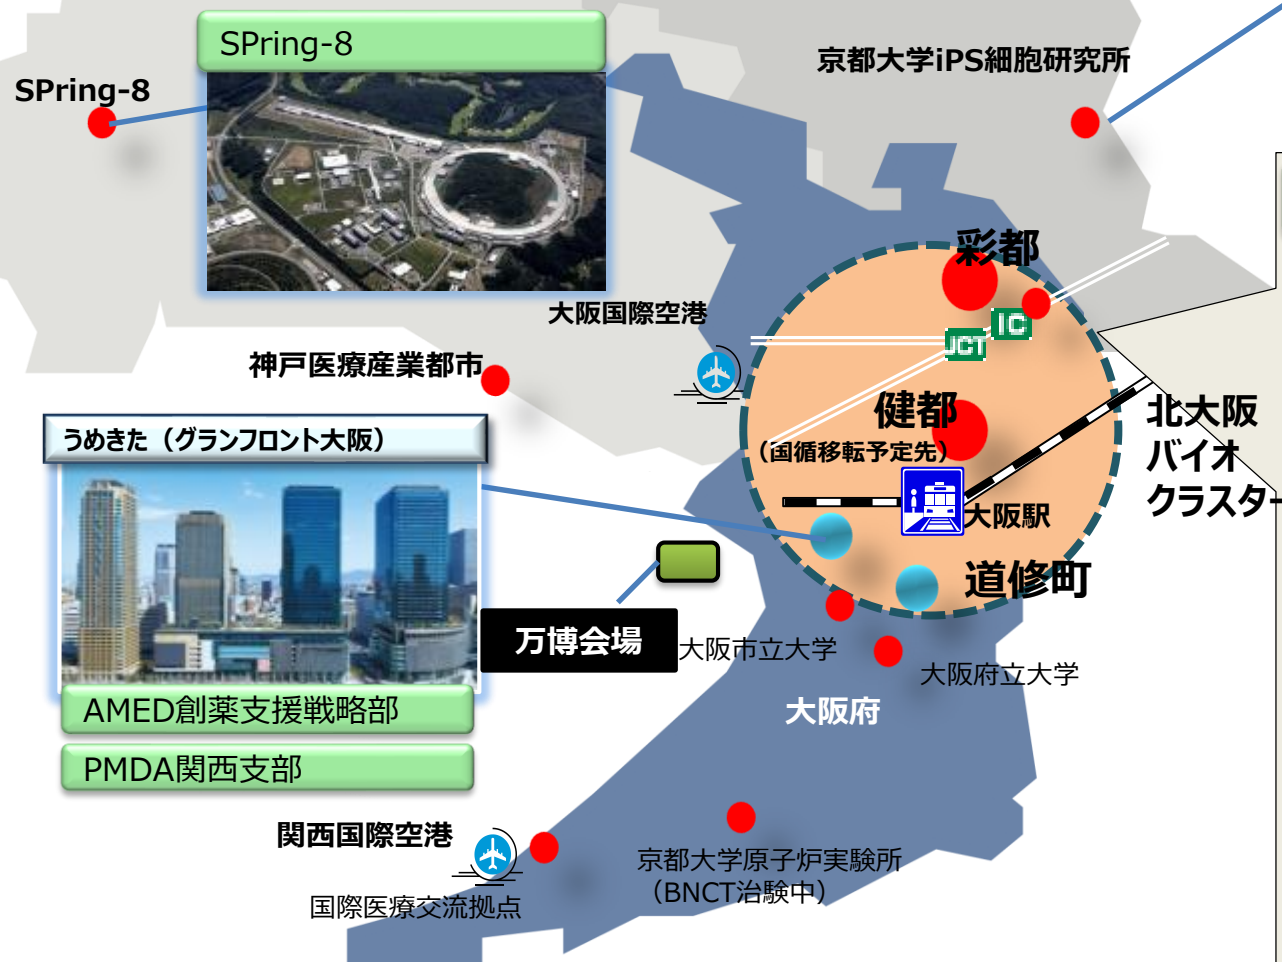 SPring-8
SPring-8
京都大学iPS細胞研究所
彩都
大阪国際空港
IC
JCT
神戸医療産業都市
健都
（国循移転予定先）
北大阪
バイオ
クラスター
うめきた（グランフロント大阪）
大阪駅
道修町
万博会場
大阪市立大学
大阪府立大学
大阪府
AMED創薬支援戦略部
PMDA関西支部
関西国際空港
国際医療交流拠点
京都大学原子炉実験所
（BNCT治験中）